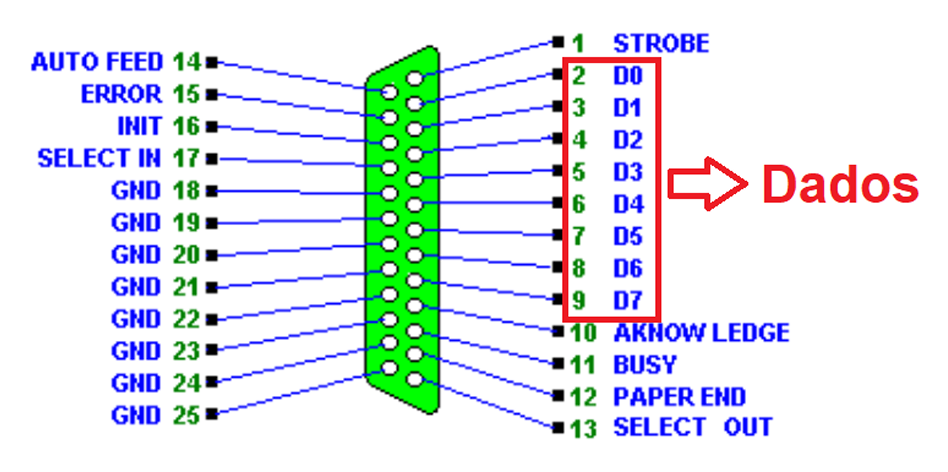 AUTO FEED 14
ERROR 15
INIT 16
SELECT IN 17
GND 18
GND 19
GND 20
GND 21
GND 22
GND 23
GND 24
GND 25
1 STROBE
2 D0
3 D1
4 D2
5 D3
6 D4
7 D5
8 D6
9 D7
10 AKNOW LEDGE
11 BUSY
12 PAPER END
13 SELECT OUT
Dados